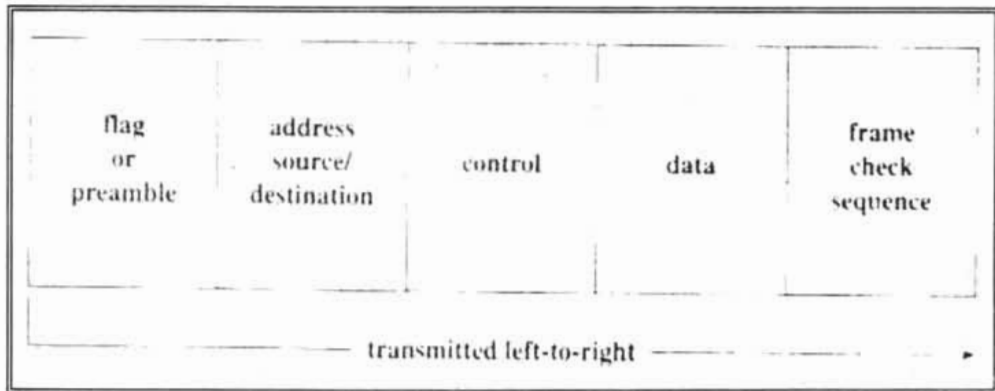 flag
or
preamble
address
source/
destination
control
data
frame
check
sequence
transmitted left-to-right